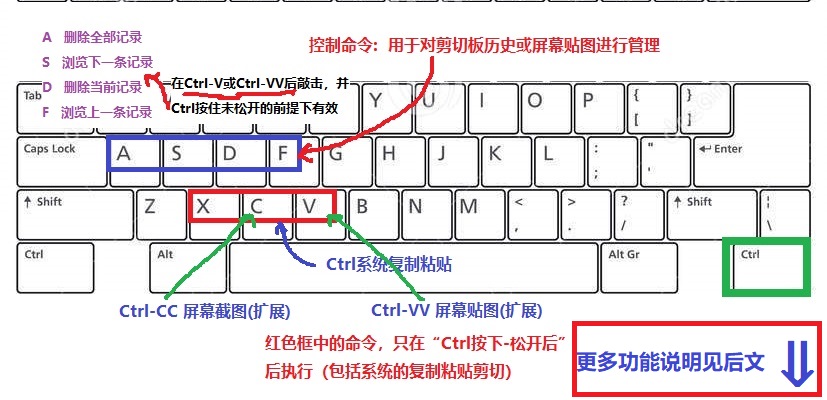 A 删除全部记录
S 浏览下一条记录
D 删除当前记录
F 浏览上一条记录
控制命令：用于对剪切板历史或屏幕贴图进行管理
在Ctrl-V或Ctrl-VV后敲击，并
Ctrl按住未松开的前提下有效
Tab Y U I O P { [ } ]
Caps Lock A S D F G H J K L : ; " ' Enter
Shift Z X C V B N M < , > . ? / Shift ¦ \
Ctrl Alt Ctrl系统复制粘贴 Alt Gr Ctrl
Ctrl-CC 屏幕截图(扩展) Ctrl-VV 屏幕贴图(扩展)
红色框中的命令，只在“Ctrl按下-松开后”
后执行（包括系统的复制粘贴剪切）
更多功能说明见后文